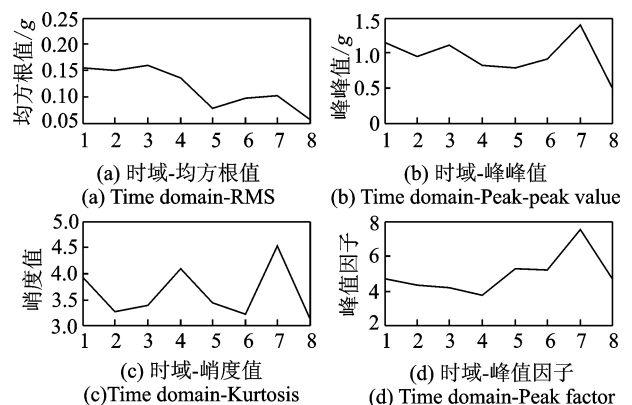 均方根值/g
0.25
0.20
0.15
0.10
0.05
1 2 3 4 5 6 7 8
(a) 时域-均方根值
(a) Time domain-RMS
峰峰值/g
1.5
1.0
0.5
0
1 2 3 4 5 6 7 8
(b) 时域-峰峰值
(b) Time domain-Peak-peak value
峭度值
5.0
4.5
4.0
3.5
3.0
1 2 3 4 5 6 7 8
(c) 时域-峭度值
(c)Time domain-Kurtosis
峰值因子
8
6
4
2
1 2 3 4 5 6 7 8
(d) 时域-峰值因子
(d) Time domain-Peak factor